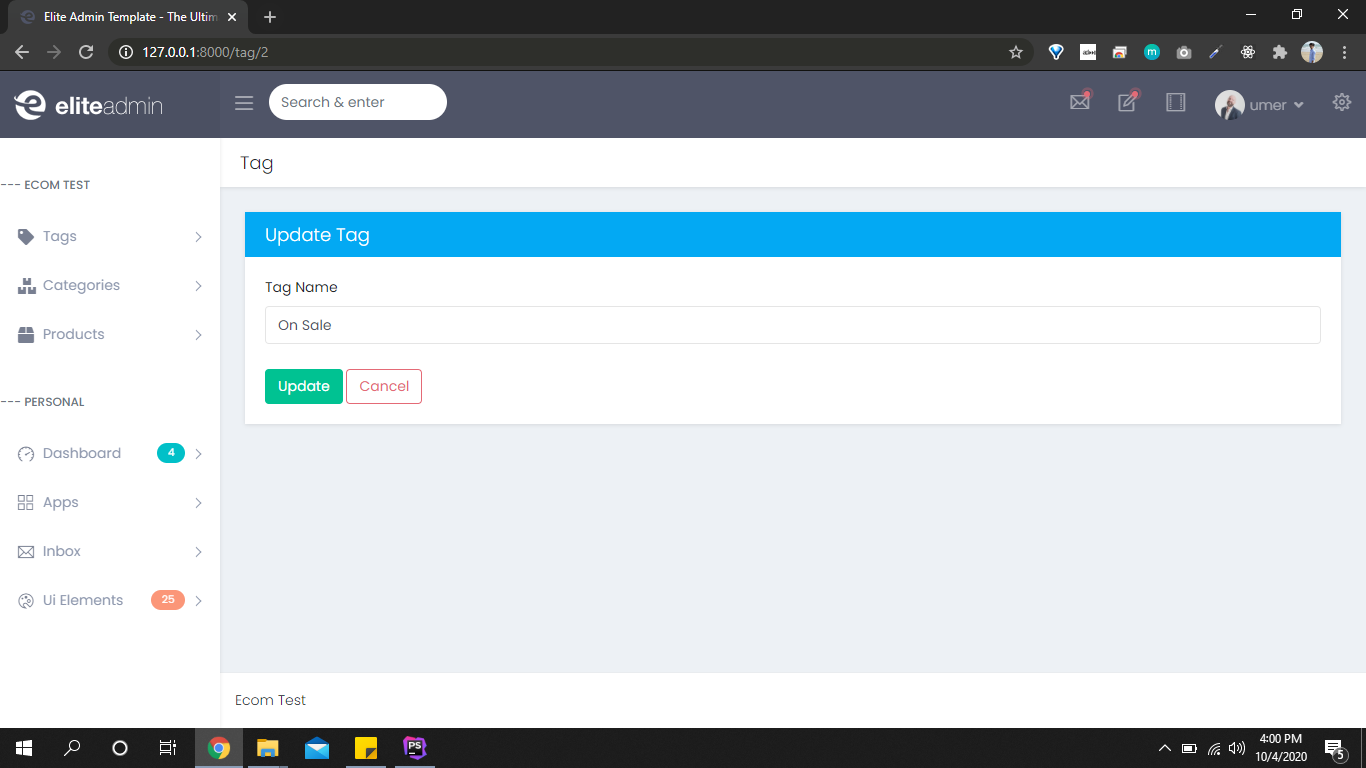 Elite Admin Template - The Ultim
127.0.0.1:8000/tag/2
eliteadmin
Search & enter
umer
Tag
--- ECOM TEST
Tags
Categories
Products
--- PERSONAL
Dashboard 4
Apps
Inbox
Ui Elements 25
Update Tag
Tag Name
On Sale
Update Cancel
Ecom Test
PS
4:00 PM
10/4/2020
5